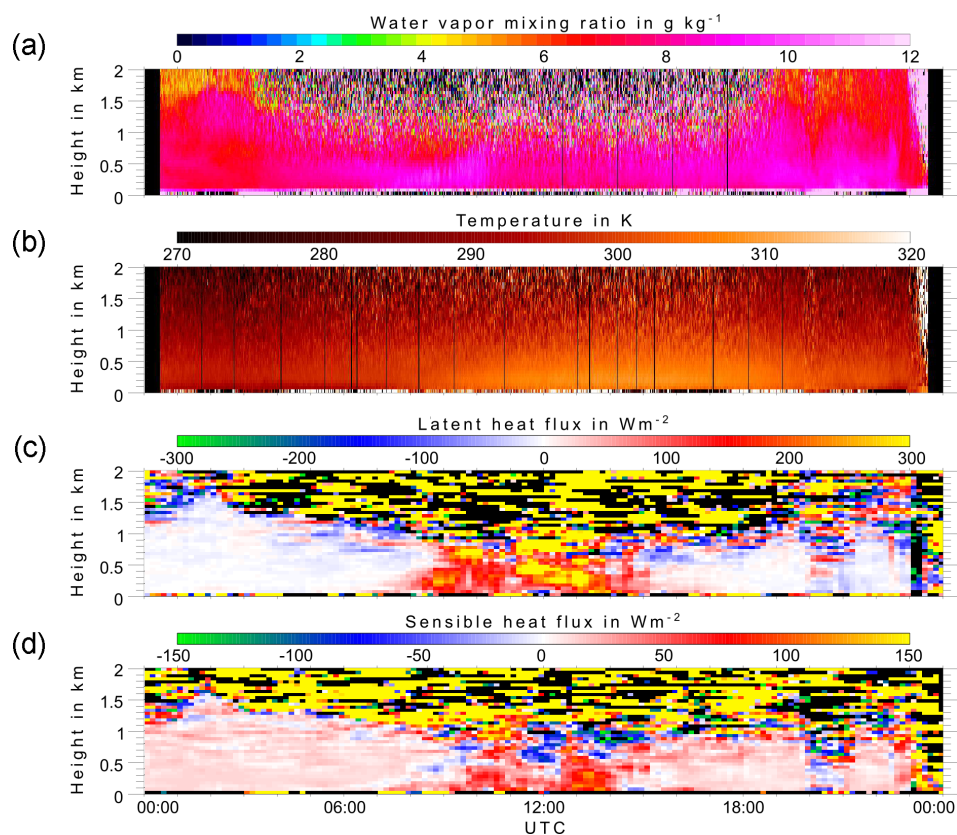 (a)
Water vapor mixing ratio in g kg-1
0 2 4 6 8 10 12
Height in km
2
1.5
1
0.5
0
(b)
Temperature in K
270 280 290 300 310 320
Height in km
2
1.5
1
0.5
0
(c)
Latent heat flux in Wm-2
-300 -200 -100 0 100 200 300
Height in km
2
1.5
1
0.5
0
(d)
Sensible heat flux in Wm-2
-150 -100 -50 0 50 100 150
Height in km
2
1.5
1
0.5
0
00:00 06:00 12:00 18:00 00:00
UTC